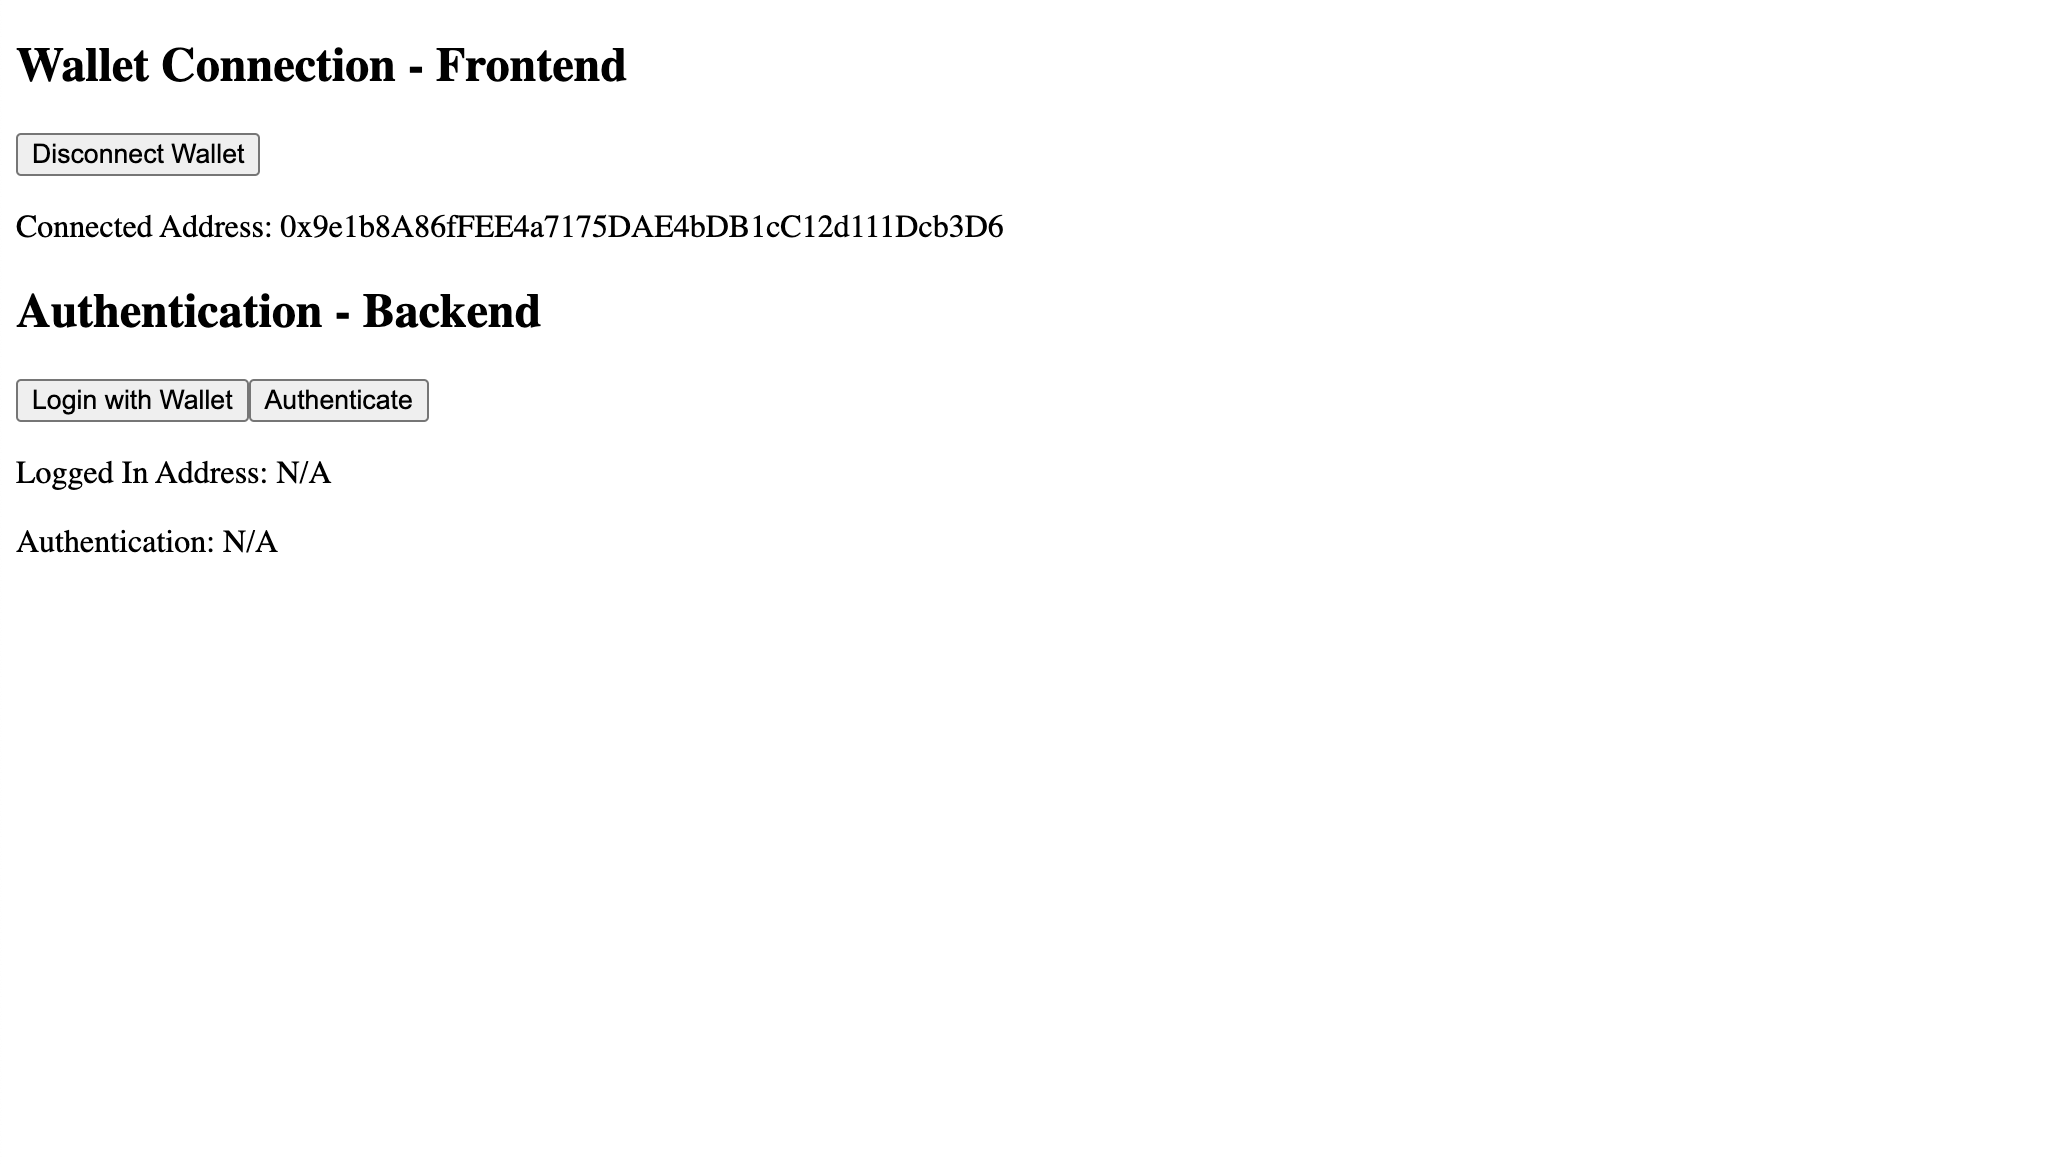 Wallet Connection - Frontend
Disconnect Wallet
Connected Address: 0x9e1b8A86fFEE4a7175DAE4bDB1cC12d111Dcb3D6
Authentication - Backend
Login with Wallet Authenticate
Logged In Address: N/A
Authentication: N/A